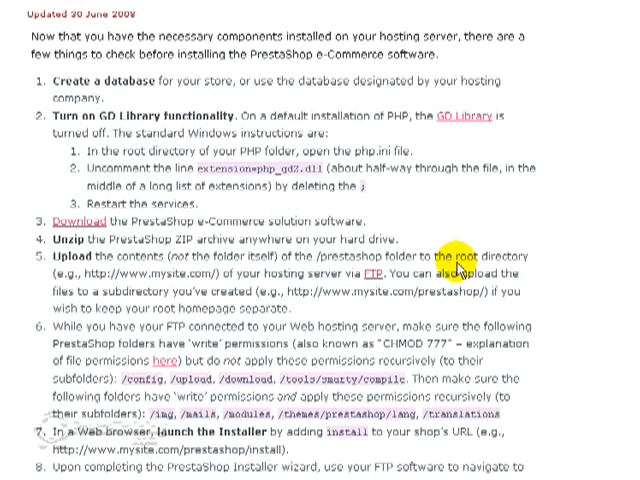 Updated 30 June 2008
Now that you have the necessary components installed on your hosting server, there are a
few things to check before installing the PrestaShop e-Commerce software.
1. Create a database for your store, or use the database designated by your hosting
company.
2. Turn on GD Library functionality. On a default installation of PHP, the GD Library is
turned off. The standard Windows instructions are:
1. In the root directory of your PHP folder, open the php.ini file.
2. Uncomment the line extension=php_gd2.dll (about half-way through the file, in the
middle of a long list of extensions) by deleting the ;
3. Restart the services.
3. Download the PrestaShop e-Commerce solution software.
4. Unzip the PrestaShop ZIP archive anywhere on your hard drive.
5. Upload the contents (not the folder itself) of the /prestashop folder to the root directory
(e.g., http://www.mysite.com/) of your hosting server via FTP. You can also upload the
files to a subdirectory you've created (e.g., http://www.mysite.com/prestashop/) if you
wish to keep your root homepage separate.
6. While you have your FTP connected to your Web hosting server, make sure the following
PrestaShop folders have 'write' permissions (also known as "CHMOD 777" – explanation
of file permissions here) but do not apply these permissions recursively (to their
subfolders): /config, /upload, /download, /tools/smarty/compile. Then make sure the
following folders have 'write' permissions and apply these permissions recursively (to
their subfolders): /img, /mails, /modules, /themes/prestashop/lang, /translations
7. In a Web browser, launch the Installer by adding install to your shop's URL (e.g.,
http://www.mysite.com/prestashop/install).
8. Upon completing the PrestaShop Installer wizard, use your FTP software to navigate to